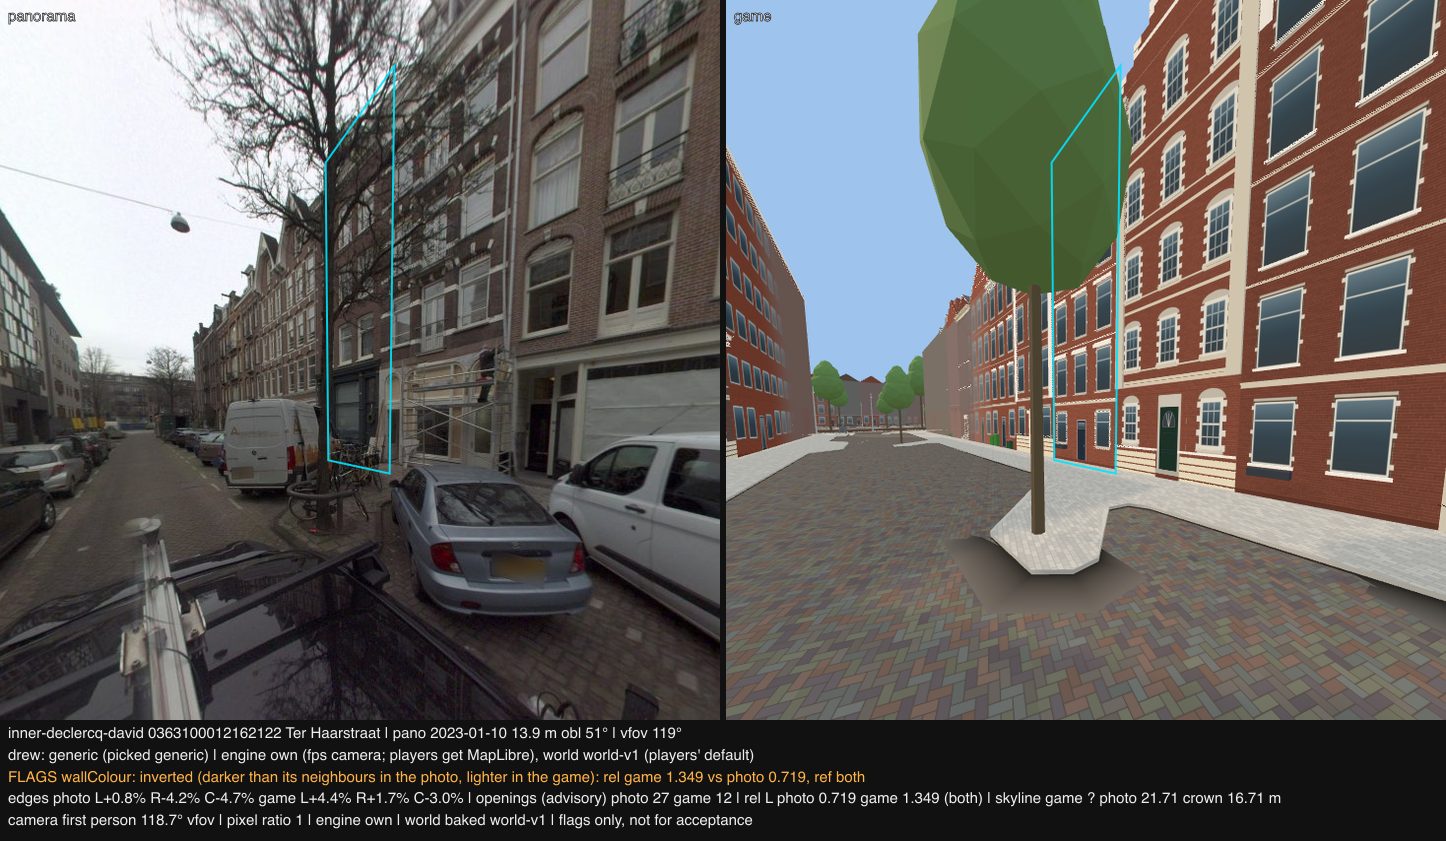 panorama
game
inner-declercq-david 0363100012162122 Ter Haarstraat | pano 2023-01-10 13.9 m obl 51° | vfov 119°
drew: generic (picked generic) | engine own (fps camera; players get MapLibre), world world-v1 (players' default)
FLAGS wallColour: inverted (darker than its neighbours in the photo, lighter in the game): rel game 1.349 vs photo 0.719, ref both
edges photo L+0.8% R-4.2% C-4.7% game L+4.4% R+1.7% C-3.0% | openings (advisory) photo 27 game 12 | rel L photo 0.719 game 1.349 (both) | skyline game ? photo 21.71 crown 16.71 m
camera first person 118.7° vfov | pixel ratio 1 | engine own | world baked world-v1 | flags only, not for acceptance